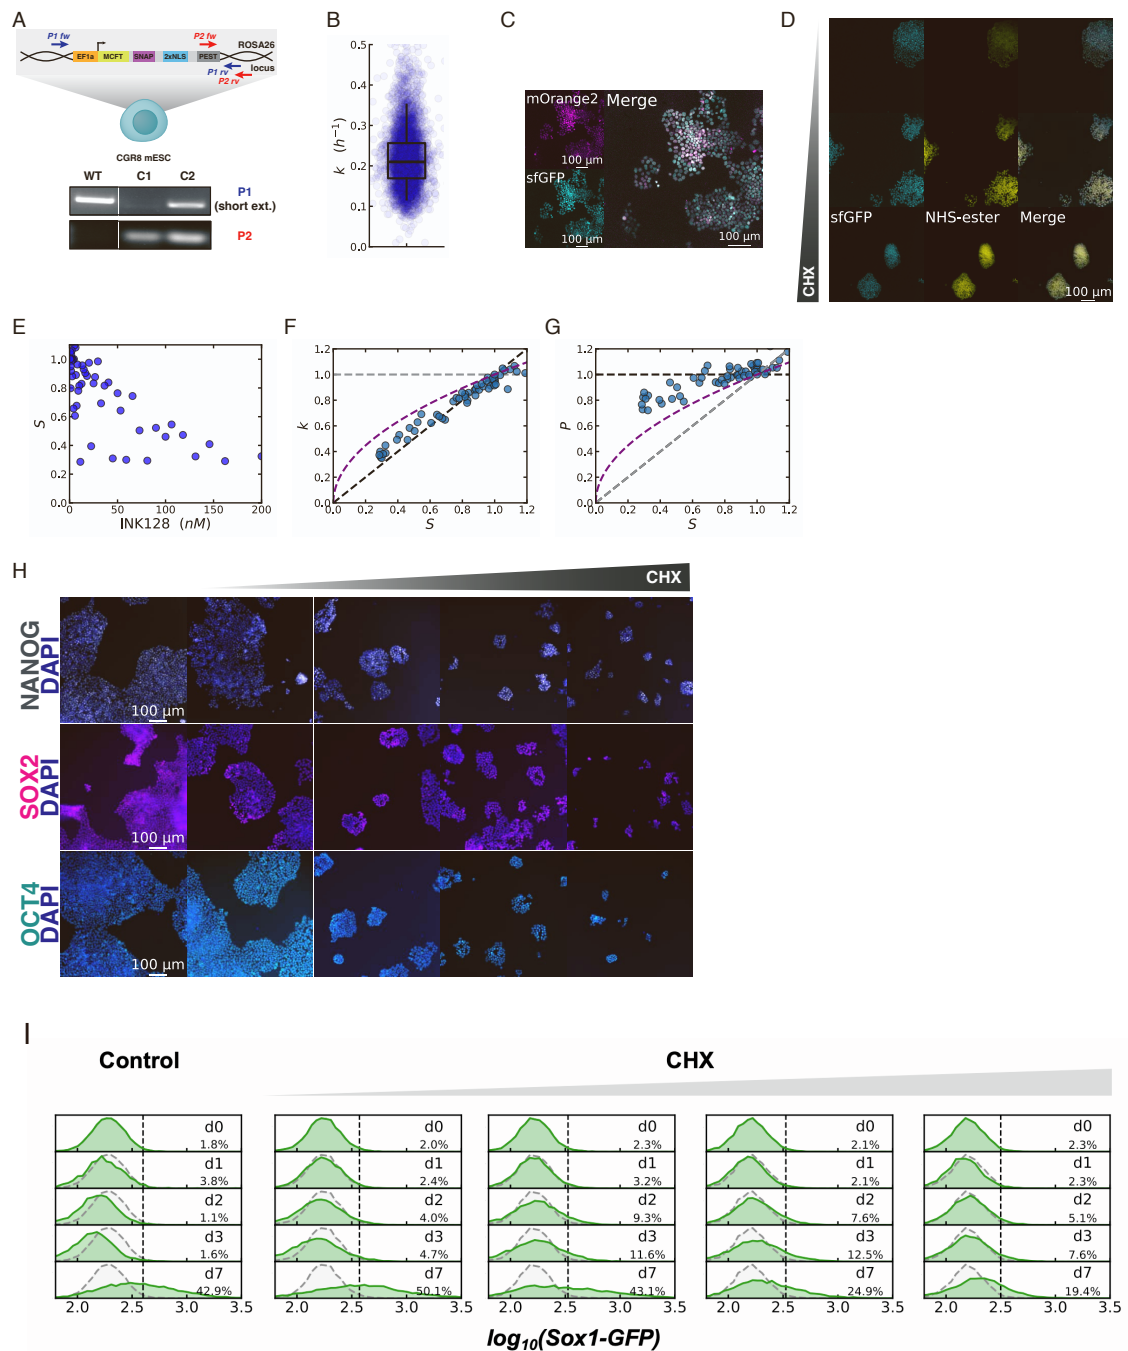 A
P1 fw
P2 fw
ROSA26
EF1a
MCFT
SNAP
2xNLS
PEST
P1 rv
locus
P2 rv
CGR8 mESC
WT
C1
C2
P1
(short ext.)
P2
B
k (h⁻¹)
0.5
0.4
0.3
0.2
0.1
0.0
C
mOrange2
Merge
100 μm
sfGFP
100 μm
100 μm
D
CHX
sfGFP
NHS-ester
Merge
100 μm
E
S
1.0
0.8
0.6
0.4
0.2
0.0
0
50
100
150
200
INK128 (nM)
F
k
1.2
1.0
0.8
0.6
0.4
0.2
0.0
0.0 0.2 0.4 0.6 0.8 1.0 1.2
S
G
P
1.2
1.0
0.8
0.6
0.4
0.2
0.0
0.0 0.2 0.4 0.6 0.8 1.0 1.2
S
H
CHX
NANOG
DAPI
100 μm
SOX2
DAPI
100 μm
OCT4
DAPI
100 μm
I
Control
CHX
d0
1.8%
d1
3.8%
d2
1.1%
d3
1.6%
d7
42.9%
2.0 2.5 3.0 3.5
d0
2.0%
d1
2.4%
d2
4.0%
d3
4.7%
d7
50.1%
2.0 2.5 3.0 3.5
d0
2.3%
d1
3.2%
d2
9.3%
d3
11.6%
d7
43.1%
2.0 2.5 3.0 3.5
d0
2.1%
d1
2.1%
d2
7.6%
d3
12.5%
d7
24.9%
2.0 2.5 3.0 3.5
d0
2.3%
d1
2.3%
d2
5.1%
d3
7.6%
d7
19.4%
2.0 2.5 3.0 3.5
log₁₀(Sox1-GFP)